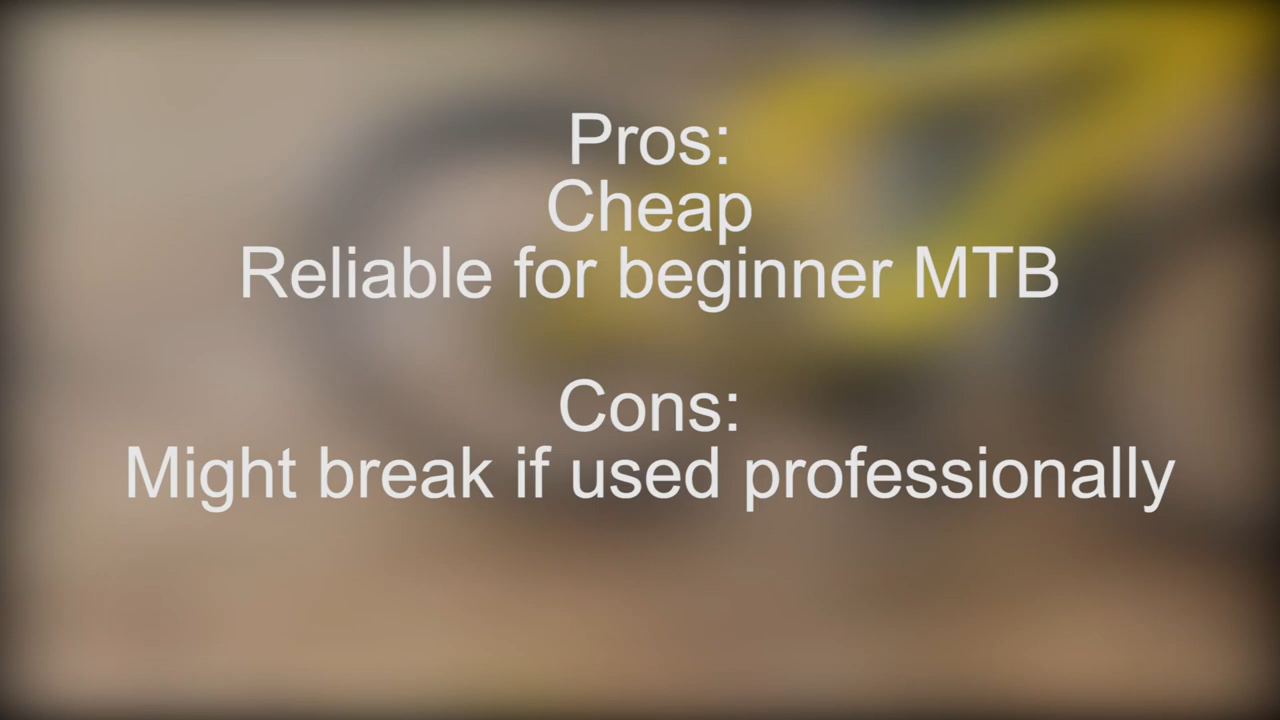 Pros:
Cheap
Reliable for beginner MTB
Cons:
Might break if used professionally